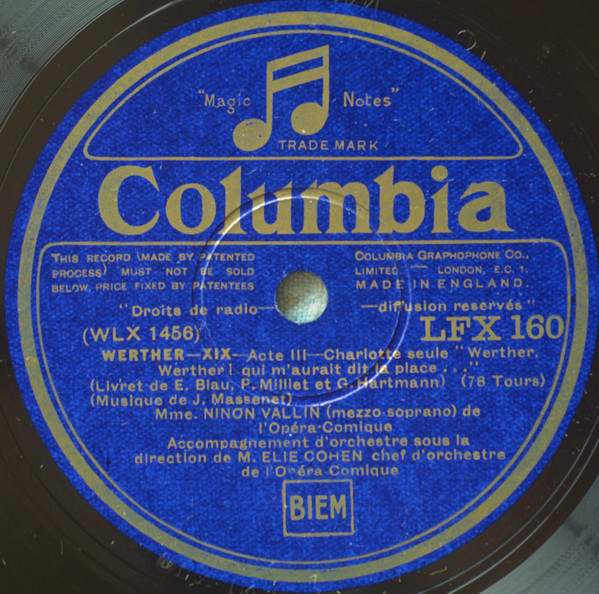 "Magic Notes"
TRADE MARK
Columbia
THIS RECORD (MADE BY PATENTED
PROCESS) MUST NOT BE SOLD
BELOW PRICE FIXED BY PATENTEES
COLUMBIA GRAPHOPHONE CO.,
LIMITED. — LONDON, E.C. 1.
MADE IN ENGLAND.
"Droits de radio— —diffusion reservés"
(WLX 1456) LFX 160
WERTHER—XIX—Acte III—Charlotte seule "Werther,
Werther! qui m'aurait dit la place . . ."
(Livret de E. Blau, P. Milliet et G. Hartmann) (78 Tours)
(Musique de J. Massenet)
Mme. NINON VALLIN (mezzo-soprano) de
l'Opéra-Comique
Accompagnement d'orchestre sous la
direction de M. ELIE COHEN chef d'orchestre
de l'Opéra-Comique
BIEM